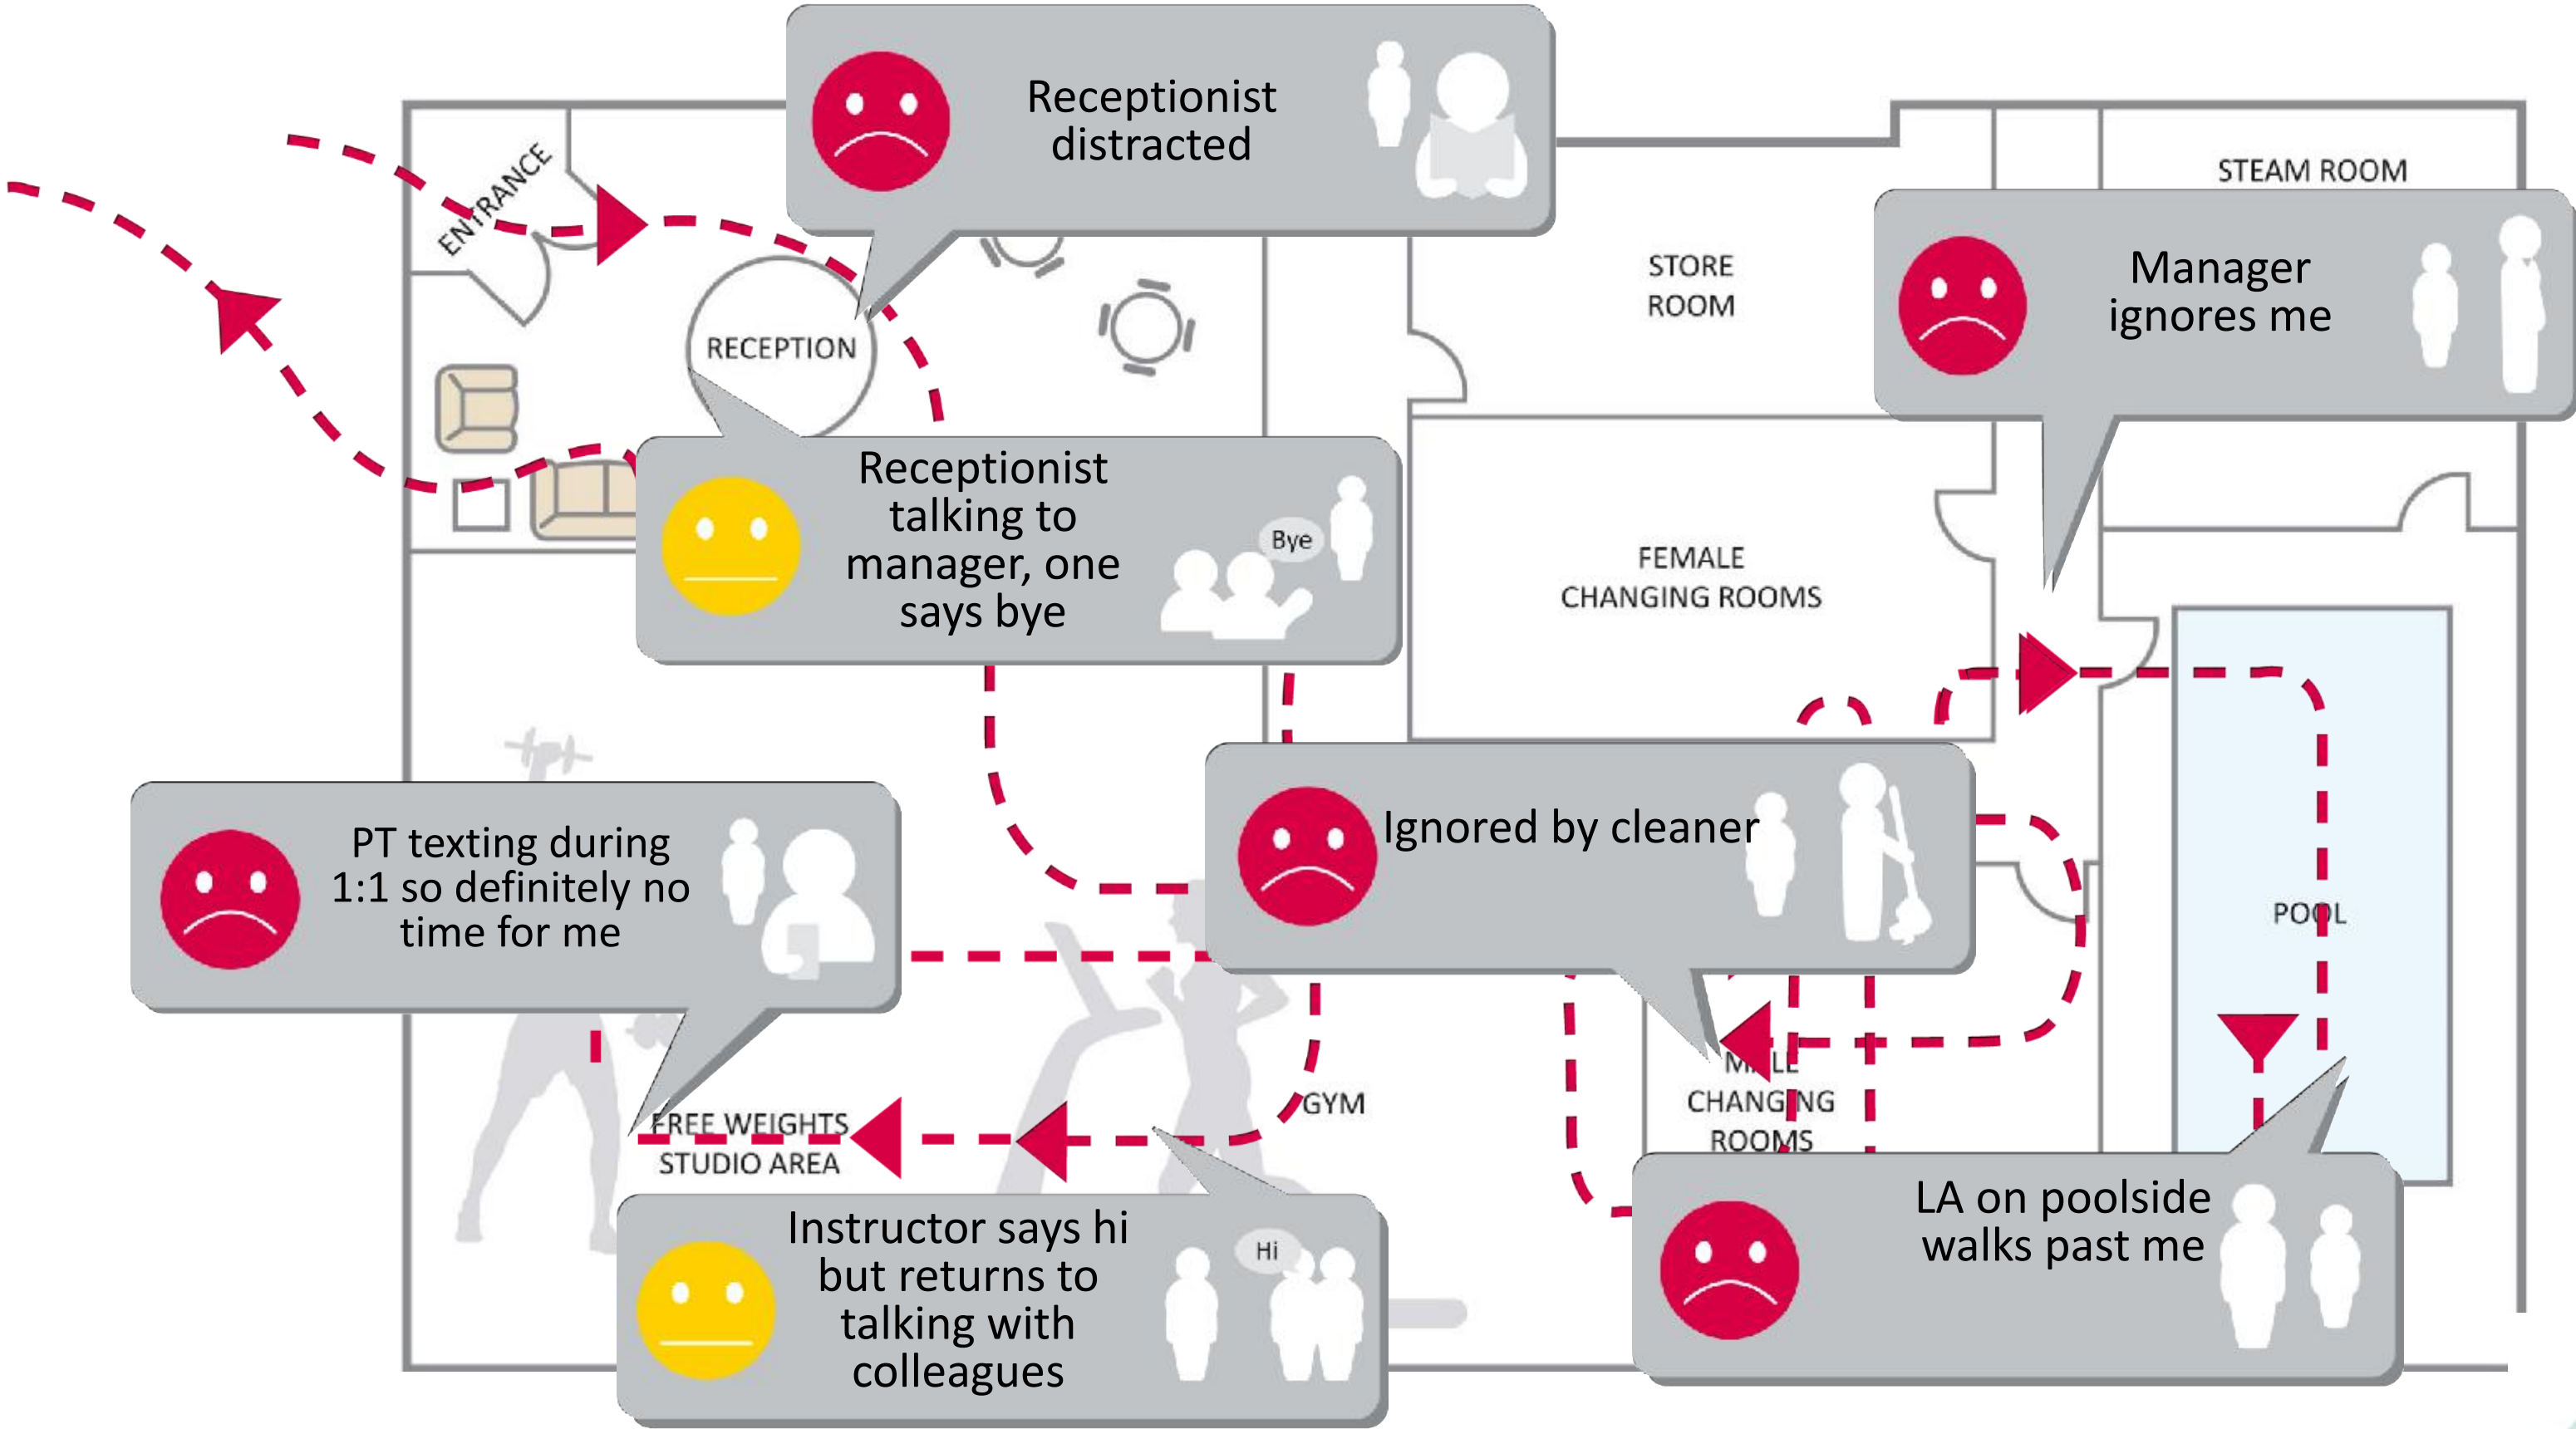 Receptionist
distracted
ENTRANCE
STEAM ROOM
STORE
ROOM
Manager
ignores me
RECEPTION
Receptionist
talking to
manager, one
says bye
Bye
FEMALE
CHANGING ROOMS
PT texting during
1:1 so definitely no
time for me
Ignored by cleaner
POOL
MALE
CHANGING
ROOMS
GYM
FREE WEIGHTS
STUDIO AREA
Instructor says hi
but returns to
talking with
colleagues
Hi
LA on poolside
walks past me